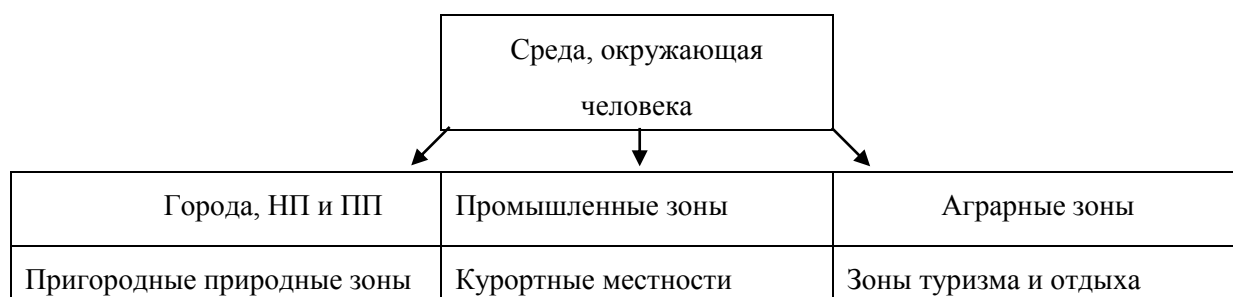 Среда, окружающая
человека
Города, НП и ПП
Промышленные зоны
Аграрные зоны
Пригородные природные зоны
Курортные местности
Зоны туризма и отдыха